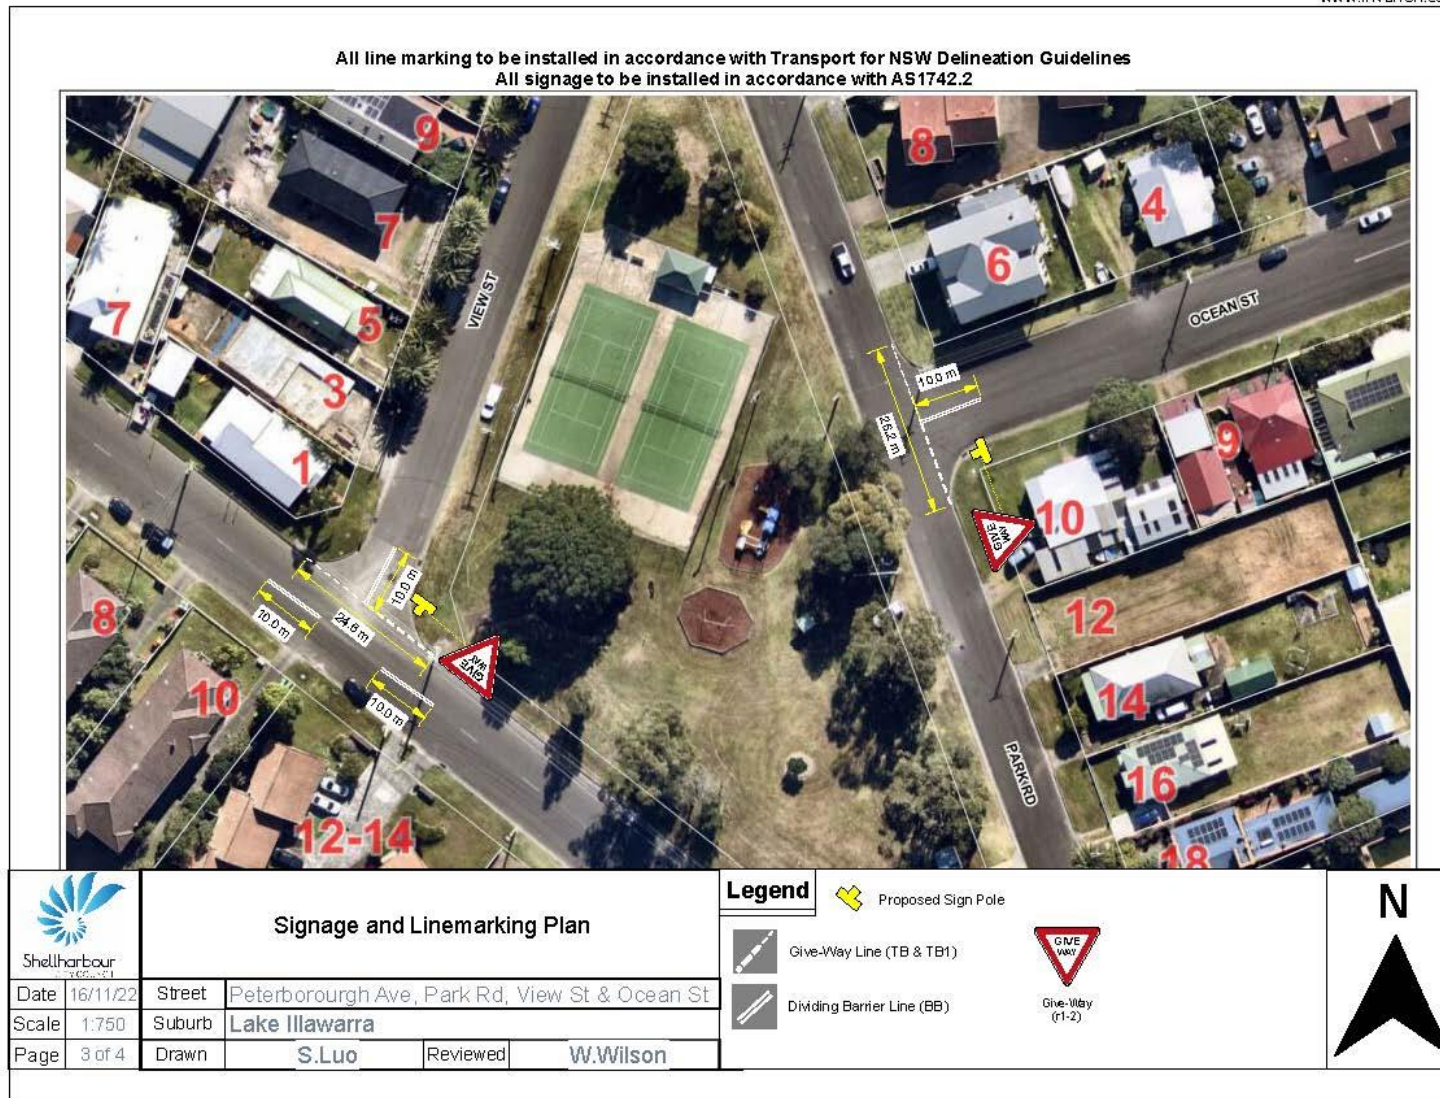 All line marking to be installed in accordance with Transport for NSW Delineation Guidelines
All signage to be installed in accordance with AS1742.2
9
8
7
4
VIEW ST
6
7
5
OCEAN ST
3
10.0 m
26.2 m
1
9
10
GIVE
WAY
10.0 m
8
10.0 m
24.6 m
12
GIVE
WAY
10
10.0 m
14
PARK RD
16
12-14
18
Shellharbour
Signage and Linemarking Plan
Date 16/11/22 Street Peterborourgh Ave, Park Rd, View St & Ocean St
Scale 1:750 Suburb Lake Illawarra
Page 3 of 4 Drawn S.Luo Reviewed W.Wilson
Legend
Proposed Sign Pole
Give-Way Line (TB & TB1)
Dividing Barrier Line (BB)
GIVE
WAY
Give-Way
(r1-2)
N